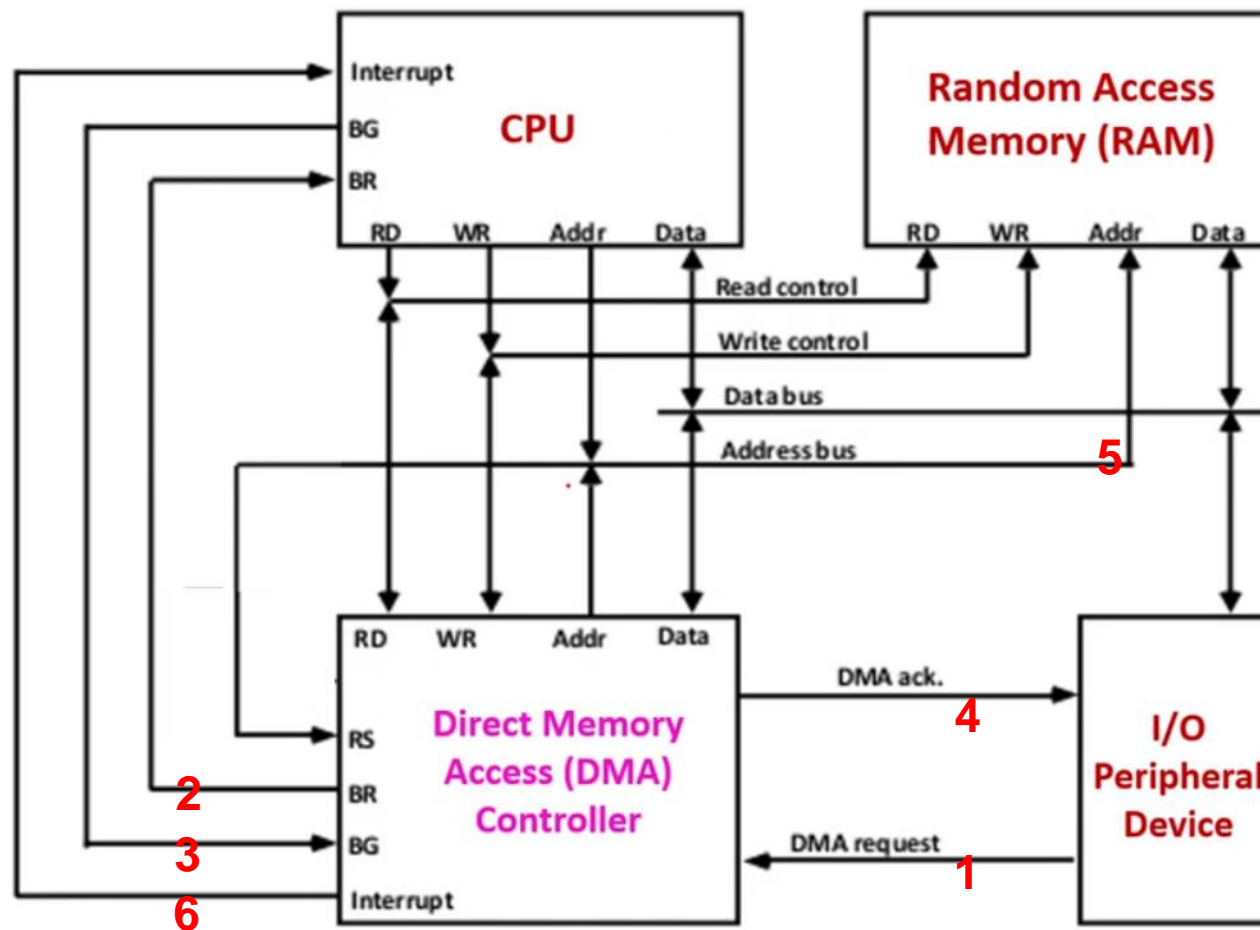 Interrupt
BG
BR
CPU
RD WR Addr Data
Random Access
Memory (RAM)
RD WR Addr Data
Read control
Write control
Data bus
Address bus
5
RD WR Addr Data
RS
BR
BG
Interrupt
Direct Memory
Access (DMA)
Controller
2
3
6
DMA ack.
4
DMA request
1
I/O
Peripheral
Device